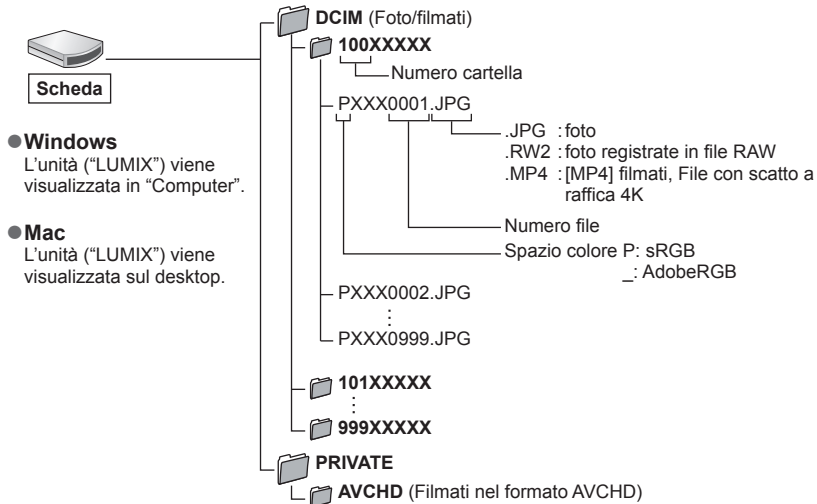 DCIM (Foto/filmati)
100XXXXX
Numero cartella
Scheda
PXXX0001.JPG
●Windows
L'unità ("LUMIX") viene
visualizzata in "Computer".
.JPG : foto
.RW2 : foto registrate in file RAW
.MP4 : [MP4] filmati, File con scatto a
raffica 4K
Numero file
●Mac
L'unità ("LUMIX") viene
visualizzata sul desktop.
Spazio colore P: sRGB
_: AdobeRGB
PXXX0002.JPG
PXXX0999.JPG
101XXXXX
999XXXXX
PRIVATE
AVCHD (Filmati nel formato AVCHD)